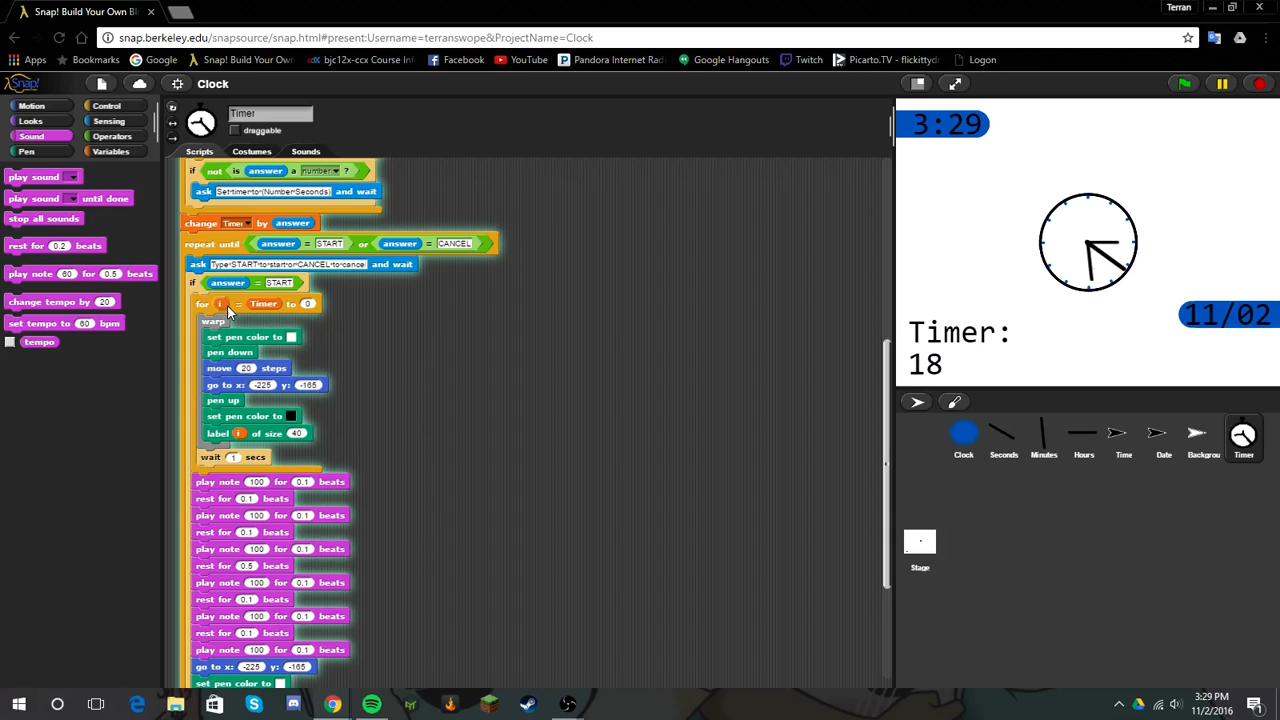 Snap! Build Your Own Bl
Terran
snap.berkeley.edu/snapsource/snap.html#present:Username=terranswope&ProjectName=Clock
Apps Bookmarks Google Snap! Build Your Own bjc12x-ccx Course Inf Facebook YouTube Pandora Internet Rad Google Hangouts Twitch Picarto.TV - flickittydr Logon
Snap! Clock
Motion Control
Looks Sensing
Sound Operators
Pen Variables
play sound
play sound until done
stop all sounds
rest for 0.2 beats
play note 60 for 0.5 beats
change tempo by 20
set tempo to 60 bpm
tempo
Timer
draggable
Scripts Costumes Sounds
if not is answer a number ?
ask Set timer to (Number Seconds) and wait
change Timer by answer
repeat until answer = START or answer = CANCEL
ask Type START to start or CANCEL to cancel and wait
if answer = START
for i = Timer to 0
warp
set pen color to
pen down
move 20 steps
go to x: -225 y: -165
pen up
set pen color to
label i of size 40
wait 1 secs
play note 100 for 0.1 beats
rest for 0.1 beats
play note 100 for 0.1 beats
rest for 0.1 beats
play note 100 for 0.1 beats
rest for 0.5 beats
play note 100 for 0.1 beats
rest for 0.1 beats
play note 100 for 0.1 beats
rest for 0.1 beats
play note 100 for 0.1 beats
go to x: -225 y: -165
set pen color to
3:29
11/02
Timer:
18
Clock Seconds Minutes Hours Time Date Backgrou Timer
Stage
3:29 PM
11/2/2016